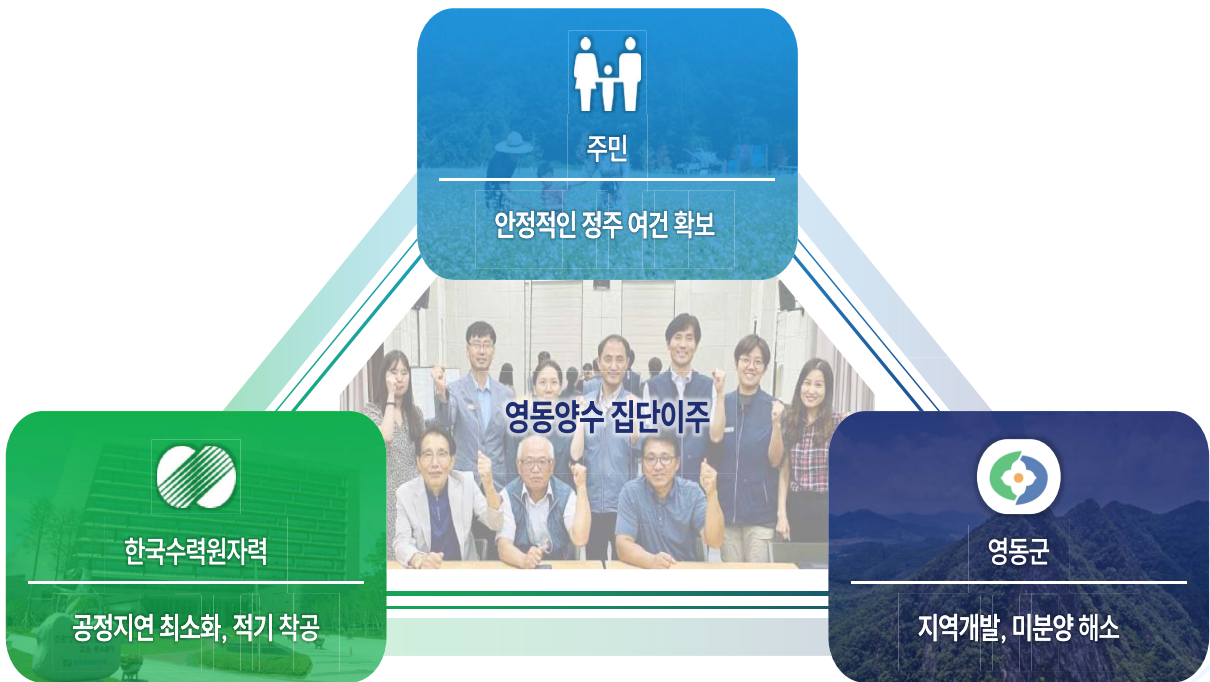 주민
안정적인 정주 여건 확보
영동양수 집단이주
한국수력원자력
공정지연 최소화, 적기 착공
영동군
지역개발, 미분양 해소